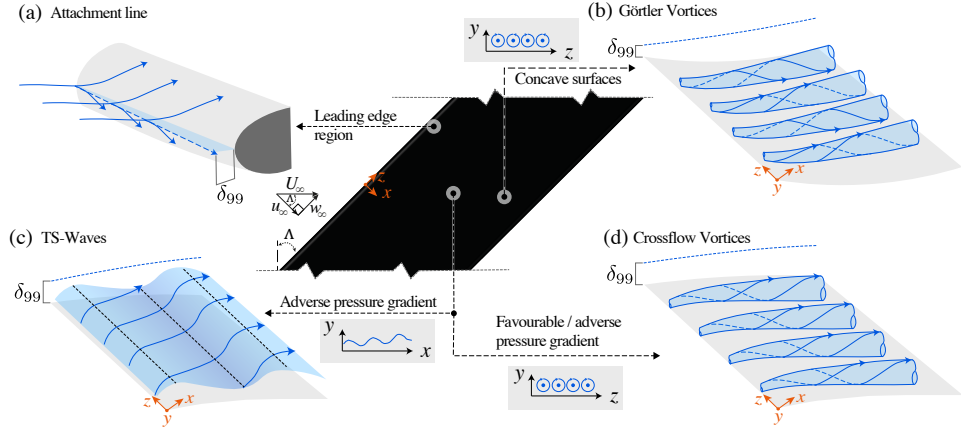 (a) Attachment line
y
z
Concave surfaces
(b) Görtler Vortices
δ99
Leading edge
region
δ99
U∞
Λ
u∞
w∞
z
x
Λ
z
x
y
(c) TS-Waves
δ99
Adverse pressure gradient
y
x
z
x
y
Favourable / adverse
pressure gradient
y
z
(d) Crossflow Vortices
δ99
z
x
y